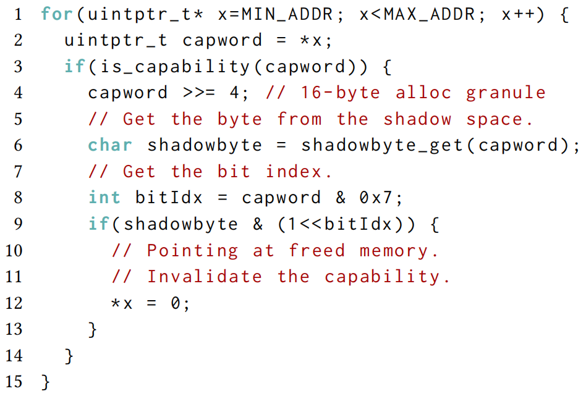 1 for(uintptr_t* x=MIN_ADDR; x<MAX_ADDR; x++) {
2   uintptr_t capword = *x;
3   if(is_capability(capword)) {
4     capword >>= 4; // 16-byte alloc granule
5     // Get the byte from the shadow space.
6     char shadowbyte = shadowbyte_get(capword);
7     // Get the bit index.
8     int bitIdx = capword & 0x7;
9     if(shadowbyte & (1<<bitIdx)) {
10       // Pointing at freed memory.
11       // Invalidate the capability.
12       *x = 0;
13     }
14   }
15 }